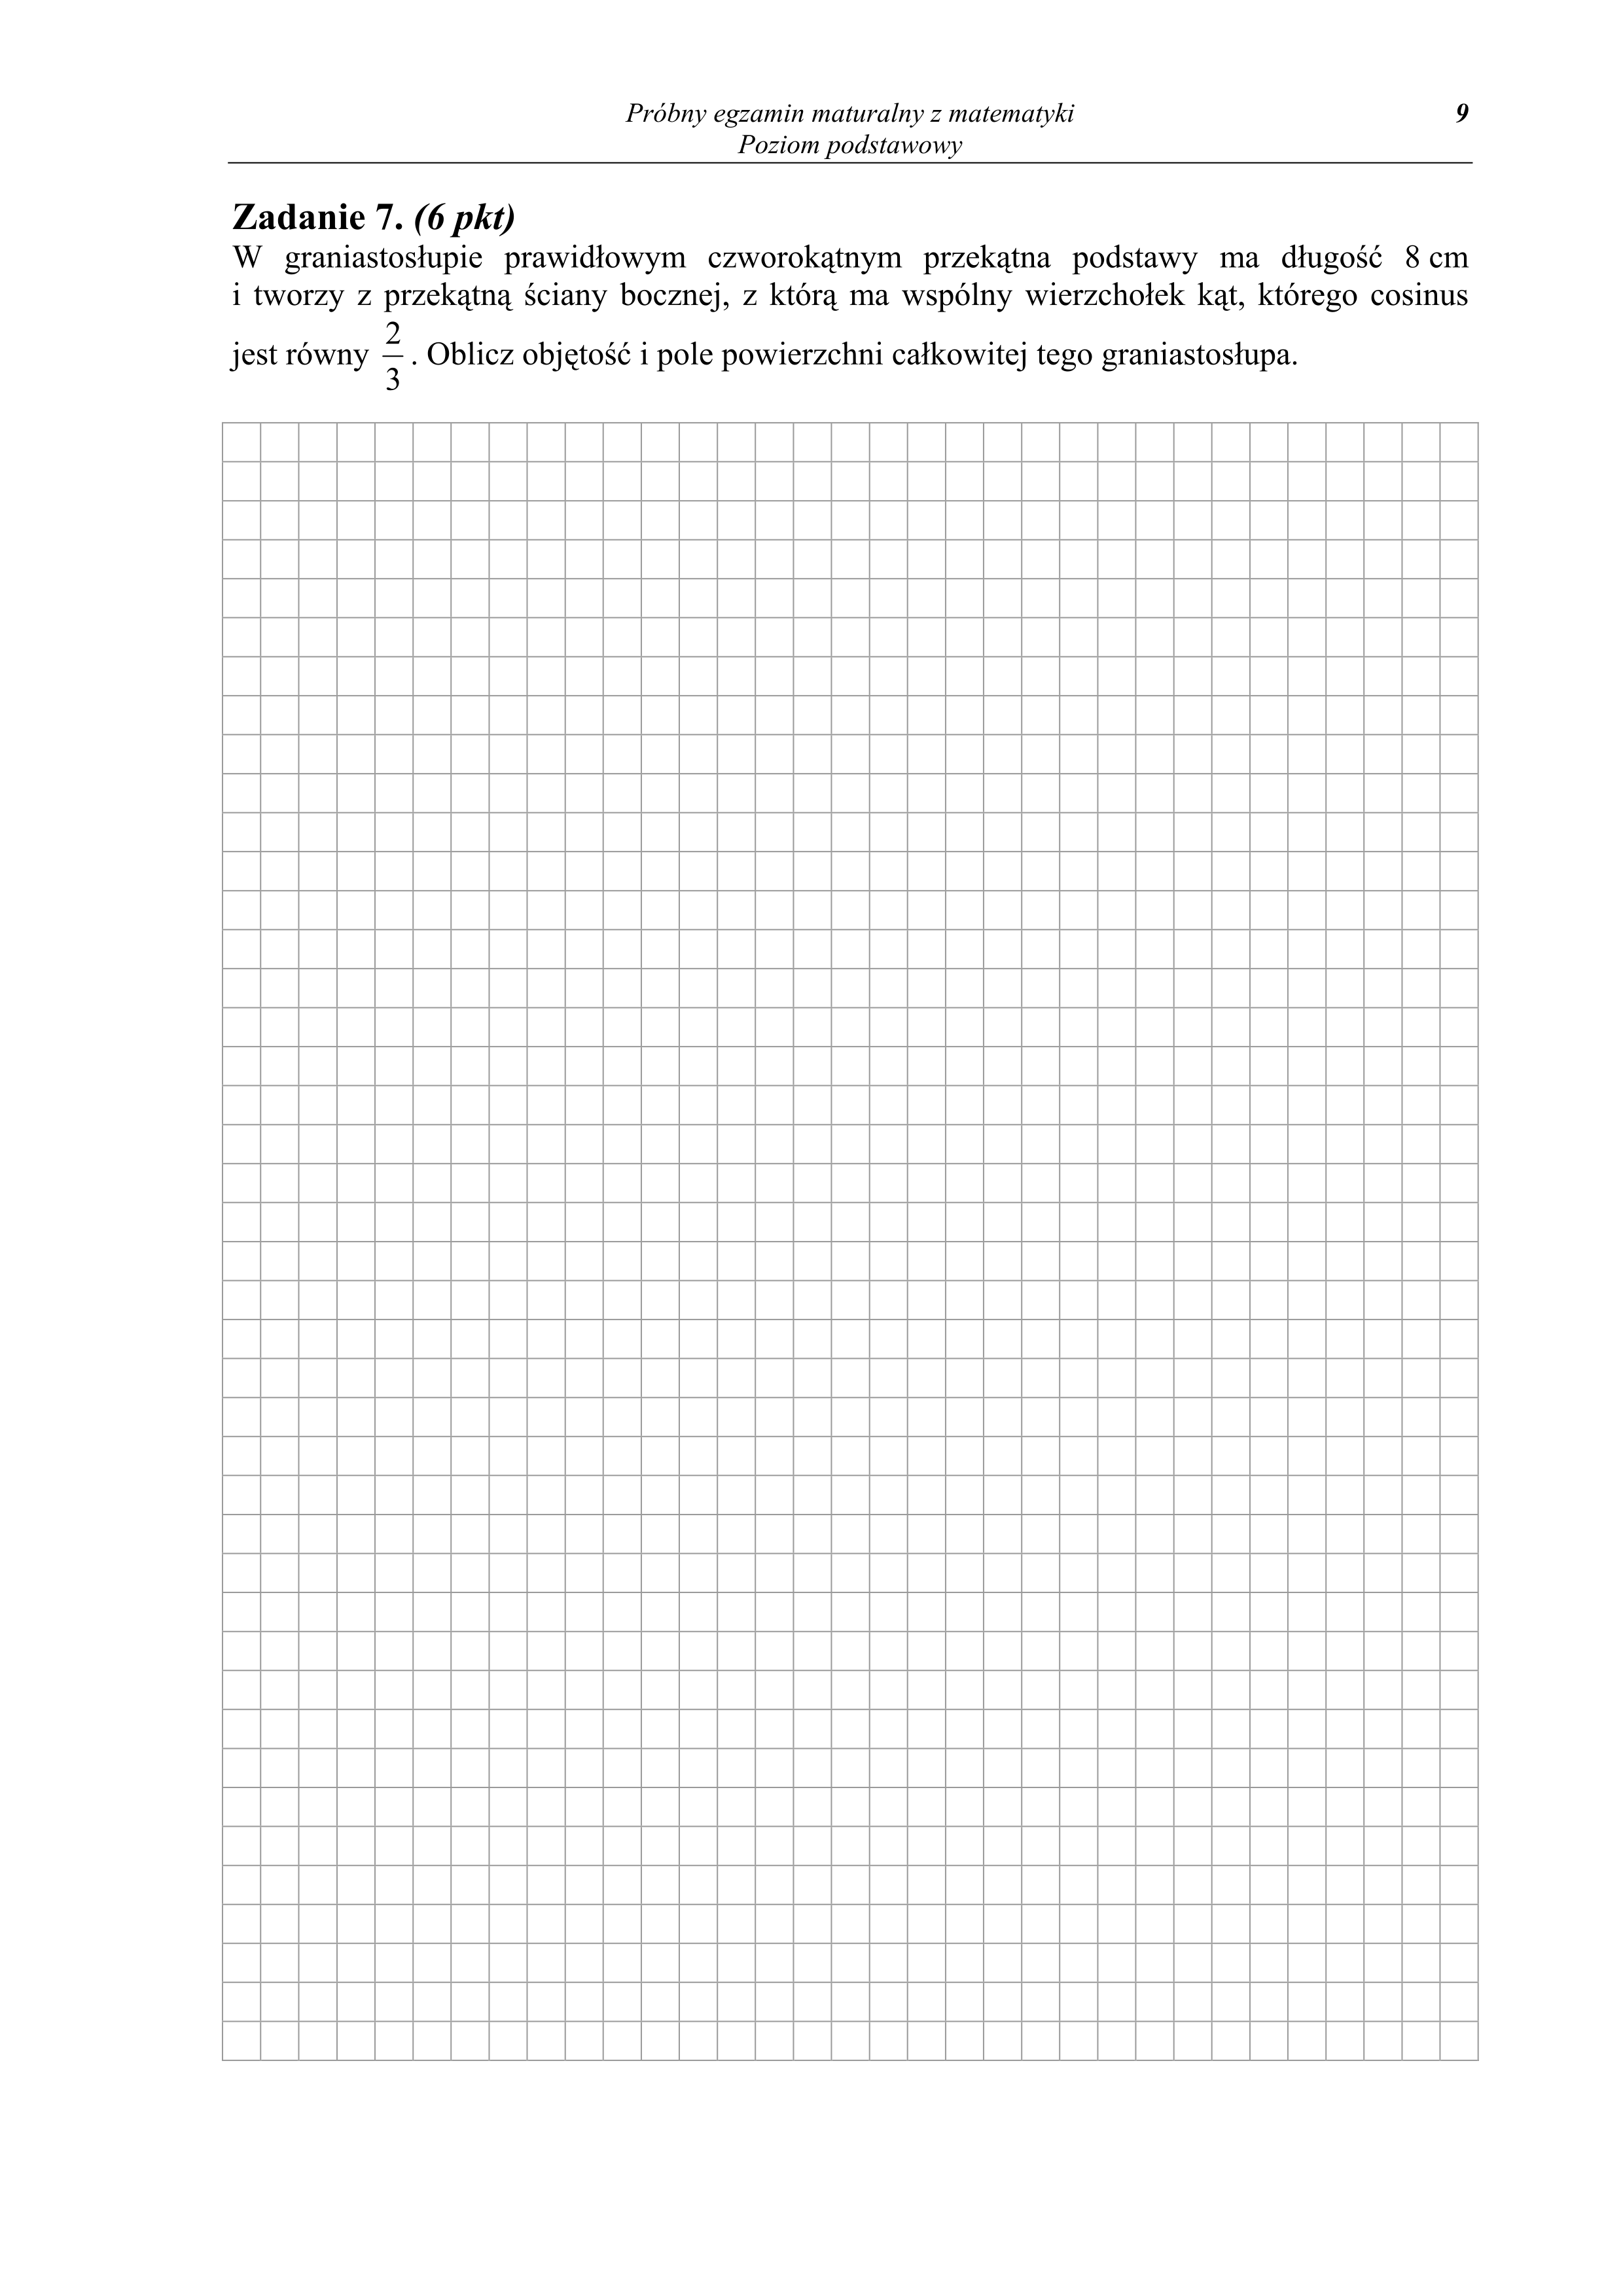 Próbny egzamin maturalny z matematyki 9
Poziom podstawowy
Zadanie 7. (6 pkt)
W graniastosłupie prawidłowym czworokątnym przekątna podstawy ma długość 8 cm
i tworzy z przekątną ściany bocznej, z którą ma wspólny wierzchołek kąt, którego cosinus
jest równy 2/3 . Oblicz objętość i pole powierzchni całkowitej tego graniastosłupa.